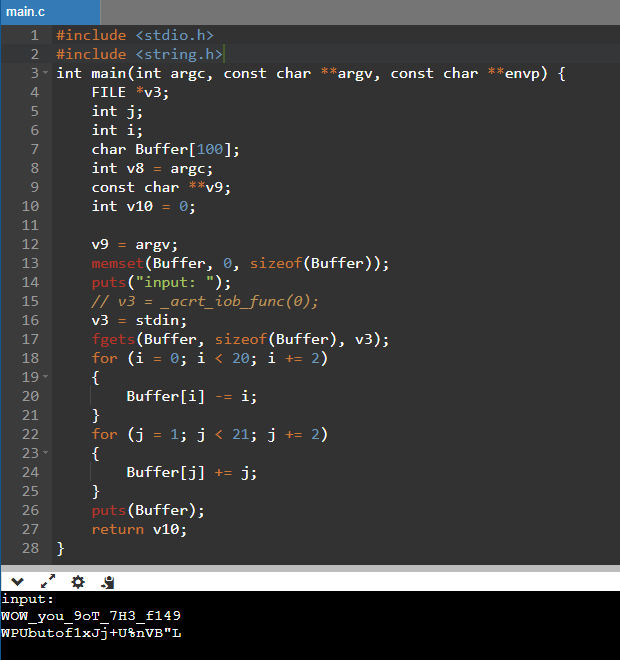 main.c
1 #include <stdio.h>
2 #include <string.h>
3 int main(int argc, const char **argv, const char **envp) {
4 FILE *v3;
5 int j;
6 int i;
7 char Buffer[100];
8 int v8 = argc;
9 const char **v9;
10 int v10 = 0;
11
12 v9 = argv;
13 memset(Buffer, 0, sizeof(Buffer));
14 puts("input: ");
15 // v3 = _acrt_iob_func(0);
16 v3 = stdin;
17 fgets(Buffer, sizeof(Buffer), v3);
18 for (i = 0; i < 20; i += 2)
19 {
20 Buffer[i] -= i;
21 }
22 for (j = 1; j < 21; j += 2)
23 {
24 Buffer[j] += j;
25 }
26 puts(Buffer);
27 return v10;
28 }
input:
WOW_you_9oT_7H3_f149
WPUbutof1xJj+U%nVB"L